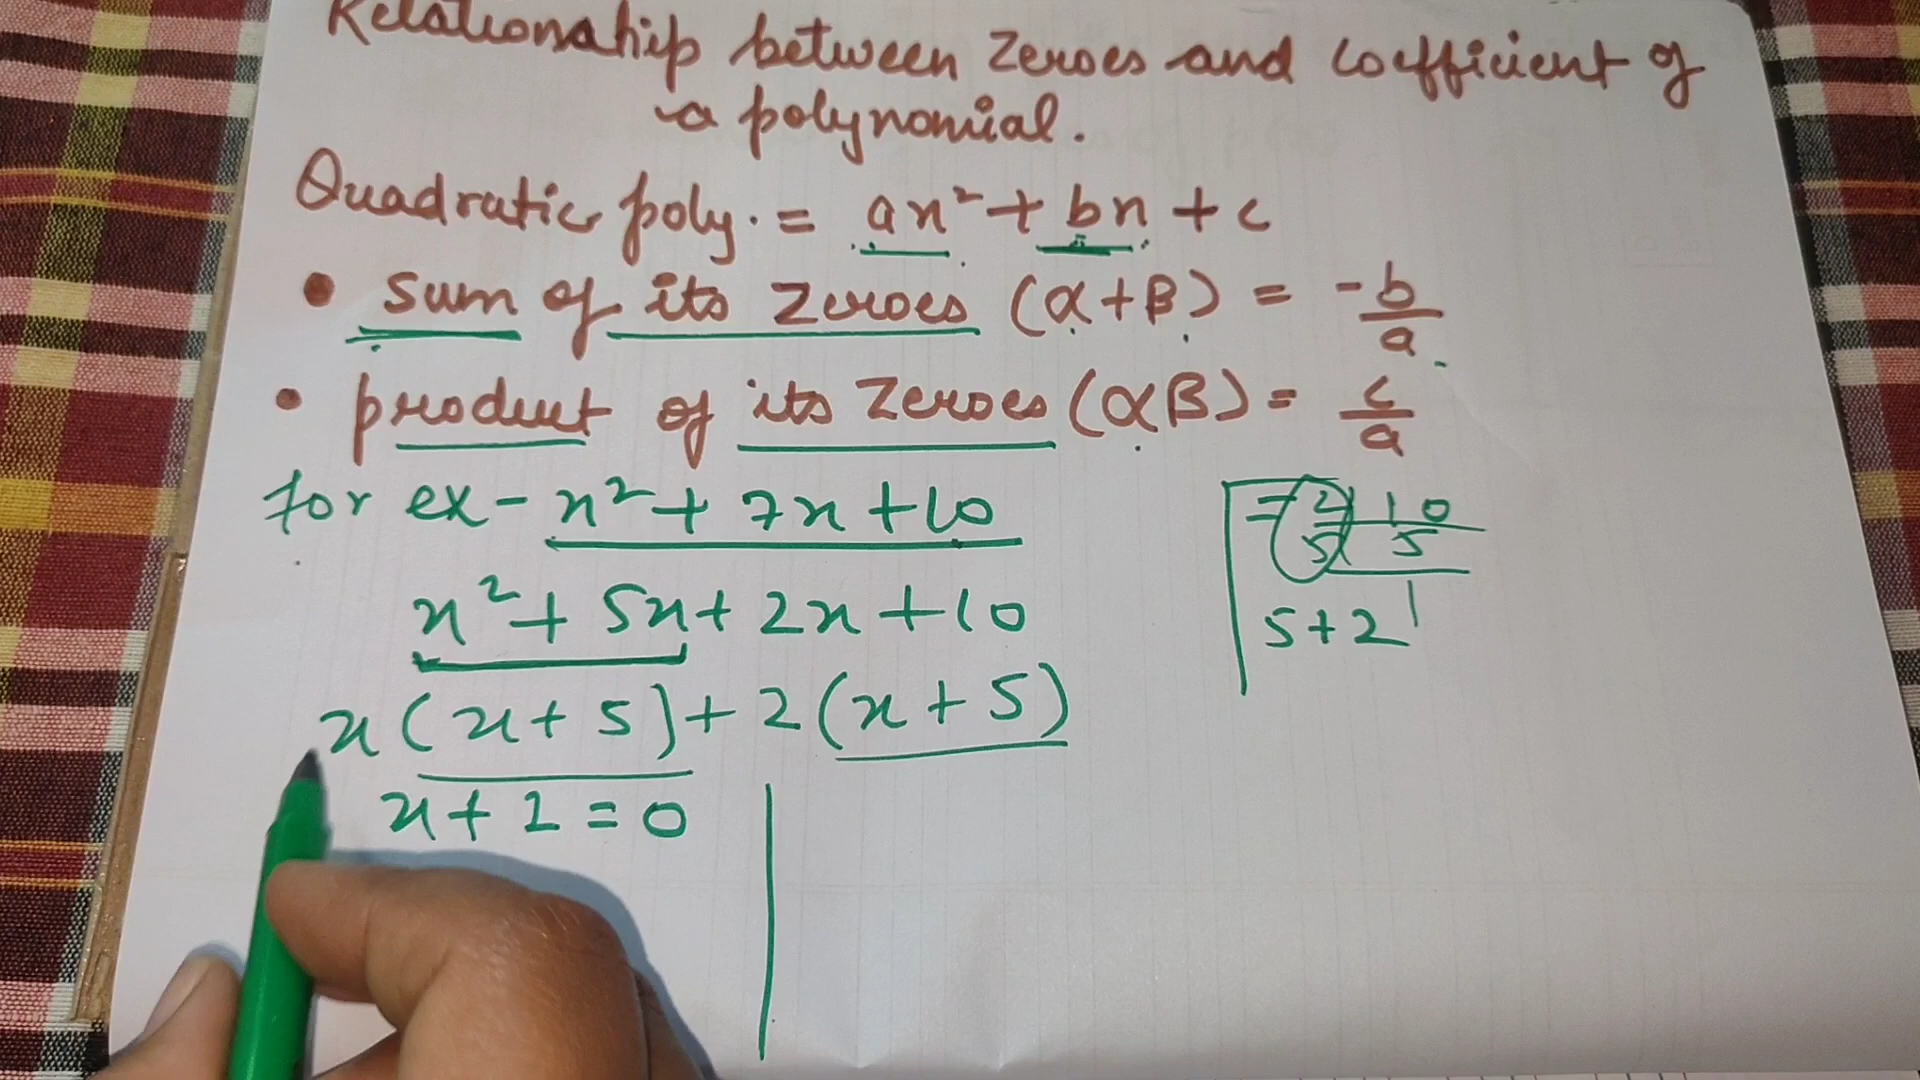 Relationship between Zeroes and coefficient of
a polynomial.
Quadratic poly. = ax² + bx + c
• sum of its Zeroes (α+β) = -b/a
• product of its Zeroes (αβ) = c/a
for ex - x² + 7x + 10
x² + 5x + 2x + 10
x(x+5) + 2(x+5)
x + 2 = 0
= 2 | 10
5 | 5
1
5+2